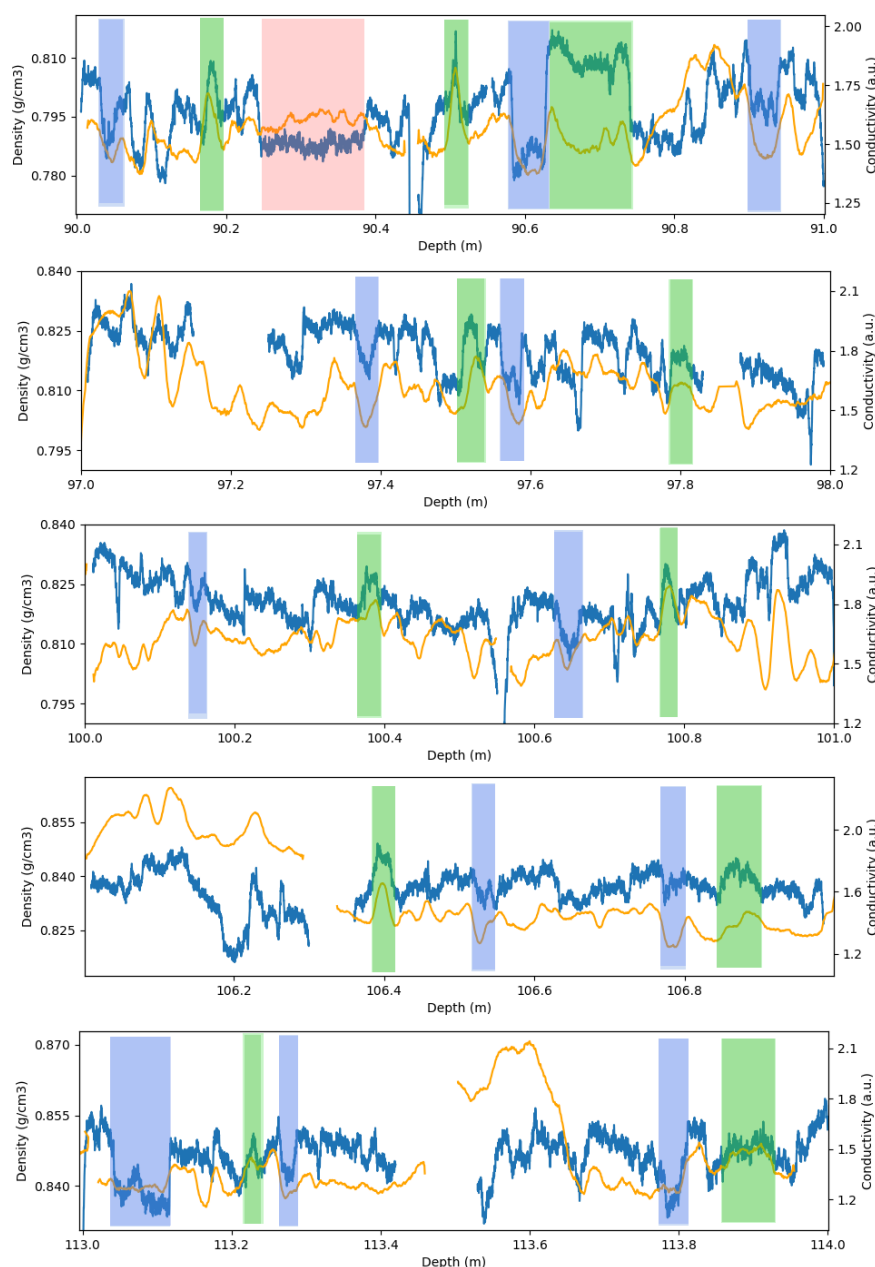 0.810
0.795
0.780
Density (g/cm3)
2.00
1.75
1.50
1.25
Conductivity (a.u.)
90.0 90.2 90.4 90.6 90.8 91.0
Depth (m)
0.840
0.825
0.810
0.795
Density (g/cm3)
2.1
1.8
1.5
1.2
Conductivity (a.u.)
97.0 97.2 97.4 97.6 97.8 98.0
Depth (m)
0.840
0.825
0.810
0.795
Density (g/cm3)
2.1
1.8
1.5
1.2
Conductivity (a.u.)
100.0 100.2 100.4 100.6 100.8 101.0
Depth (m)
0.855
0.840
0.825
Density (g/cm3)
2.0
1.6
1.2
Conductivity (a.u.)
106.2 106.4 106.6 106.8
Depth (m)
0.870
0.855
0.840
Density (g/cm3)
2.1
1.8
1.5
1.2
Conductivity (a.u.)
113.0 113.2 113.4 113.6 113.8 114.0
Depth (m)